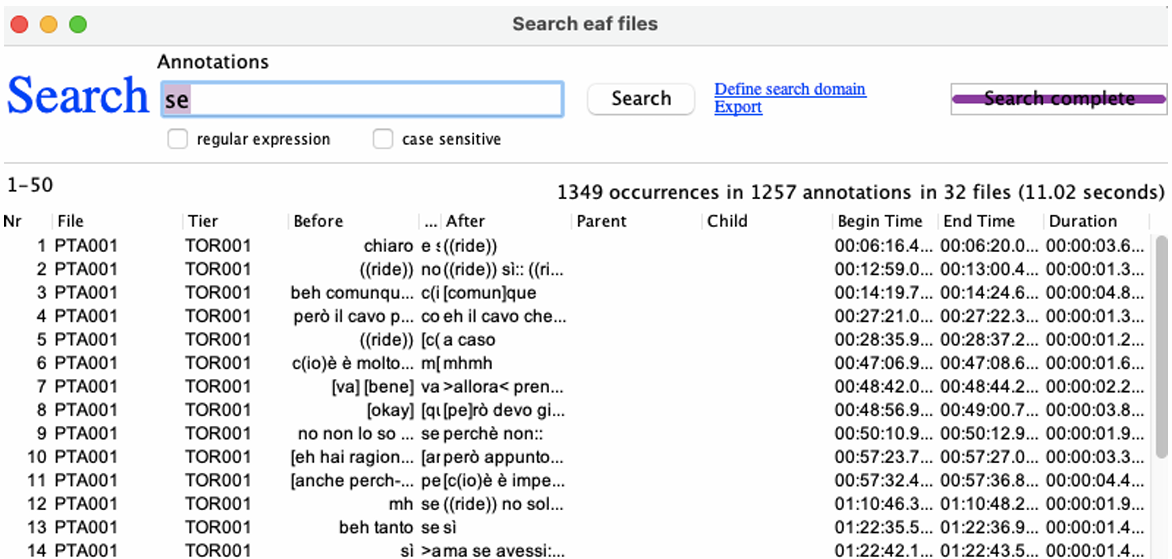 Search eaf files
Annotations
Search se Search Define search domain
Export
Search complete
regular expression case sensitive
1-50
1349 occurrences in 1257 annotations in 32 files (11.02 seconds)
Nr File Tier Before ... After Parent Child Begin Time End Time Duration
1 PTA001 TOR001 chiaro e s ((ride)) 00:06:16.4... 00:06:20.0... 00:00:03.6...
2 PTA001 TOR001 ((ride)) no ((ride)) sì:: ((ri... 00:12:59.0... 00:13:00.4... 00:00:01.3...
3 PTA001 TOR001 beh comunqu... c(i [comun]que 00:14:19.7... 00:14:24.6... 00:00:04.8...
4 PTA001 TOR001 però il cavo p... co eh il cavo che... 00:27:21.0... 00:27:22.3... 00:00:01.3...
5 PTA001 TOR001 ((ride)) [c( a caso 00:28:35.9... 00:28:37.2... 00:00:01.2...
6 PTA001 TOR001 c(io)è è molto... m[ mhmh 00:47:06.9... 00:47:08.6... 00:00:01.6...
7 PTA001 TOR001 [va] [bene] va >allora< pren... 00:48:42.0... 00:48:44.2... 00:00:02.2...
8 PTA001 TOR001 [okay] [qu [pe]rò devo gi... 00:48:56.9... 00:49:00.7... 00:00:03.8...
9 PTA001 TOR001 no non lo so ... se perchè non:: 00:50:10.9... 00:50:12.9... 00:00:01.9...
10 PTA001 TOR001 [eh hai ragion... [ar però appunto... 00:57:23.7... 00:57:27.0... 00:00:03.3...
11 PTA001 TOR001 [anche perch-... pe [c(io)è è impe... 00:57:32.4... 00:57:36.8... 00:00:04.4...
12 PTA001 TOR001 mh se ((ride)) no sol... 01:10:46.3... 01:10:48.2... 00:00:01.9...
13 PTA001 TOR001 beh tanto se sì 01:22:35.5... 01:22:36.9... 00:00:01.4...
14 PTA001 TOR001 sì >a ma se avessi:... 01:22:42.1... 01:22:43.5... 00:00:01.4...